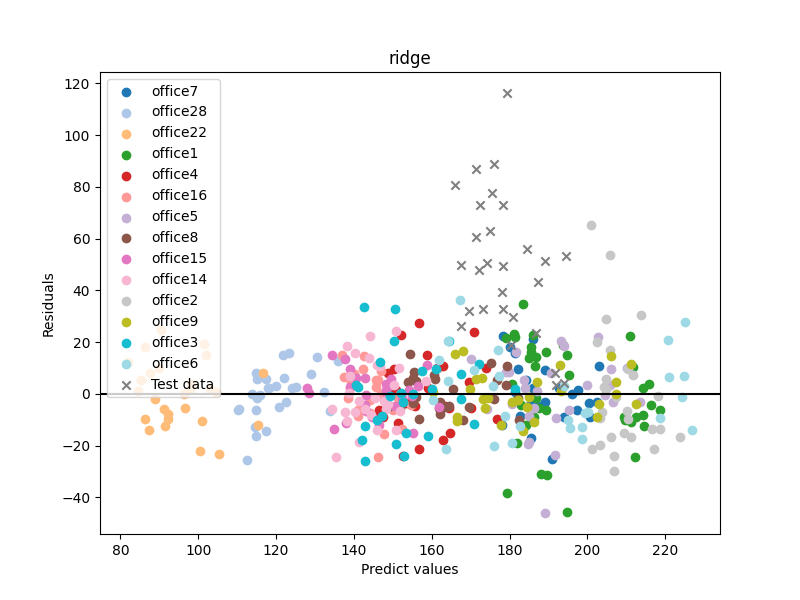 ridge
120
100
80
60
40
20
0
−20
−40
Residuals
office7
office28
office22
office1
office4
office16
office5
office8
office15
office14
office2
office9
office3
office6
Test data
80 100 120 140 160 180 200 220
Predict values